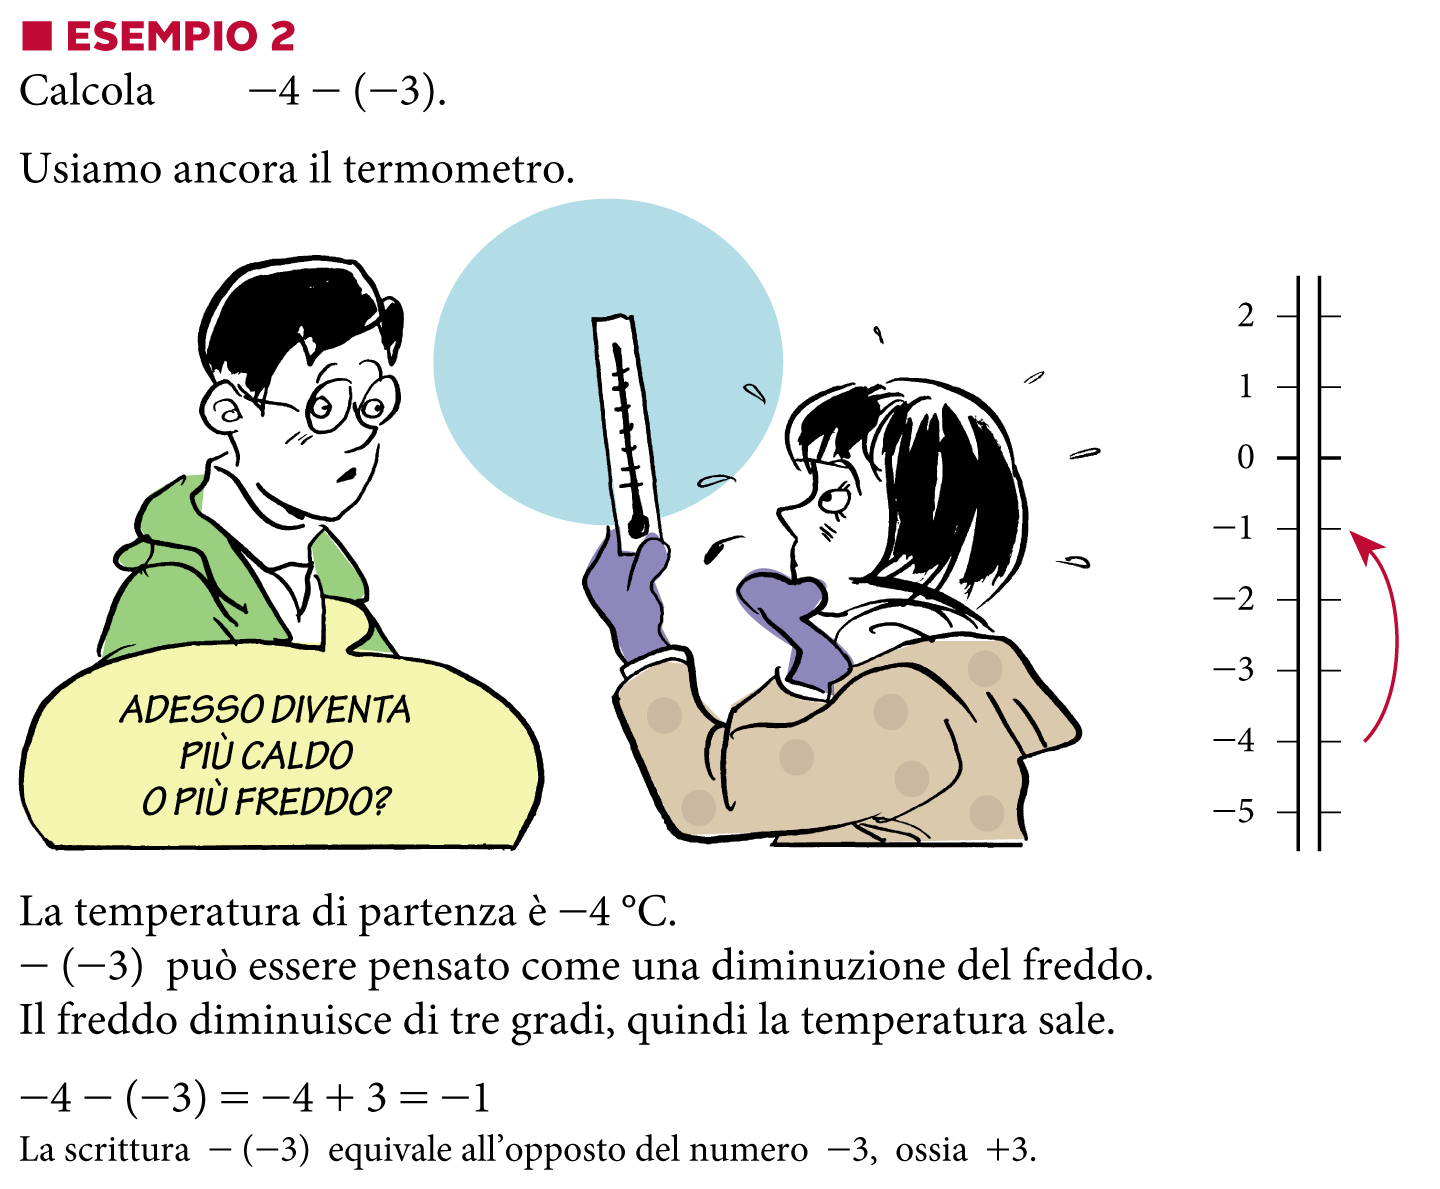 ESEMPIO 2
Calcola −4 − (−3).
Usiamo ancora il termometro.
ADESSO DIVENTA
PIÙ CALDO
O PIÙ FREDDO?
2
1
0
−1
−2
−3
−4
−5
La temperatura di partenza è −4 °C.
− (−3) può essere pensato come una diminuzione del freddo.
Il freddo diminuisce di tre gradi, quindi la temperatura sale.
−4 − (−3) = −4 + 3 = −1
La scrittura − (−3) equivale all’opposto del numero −3, ossia +3.